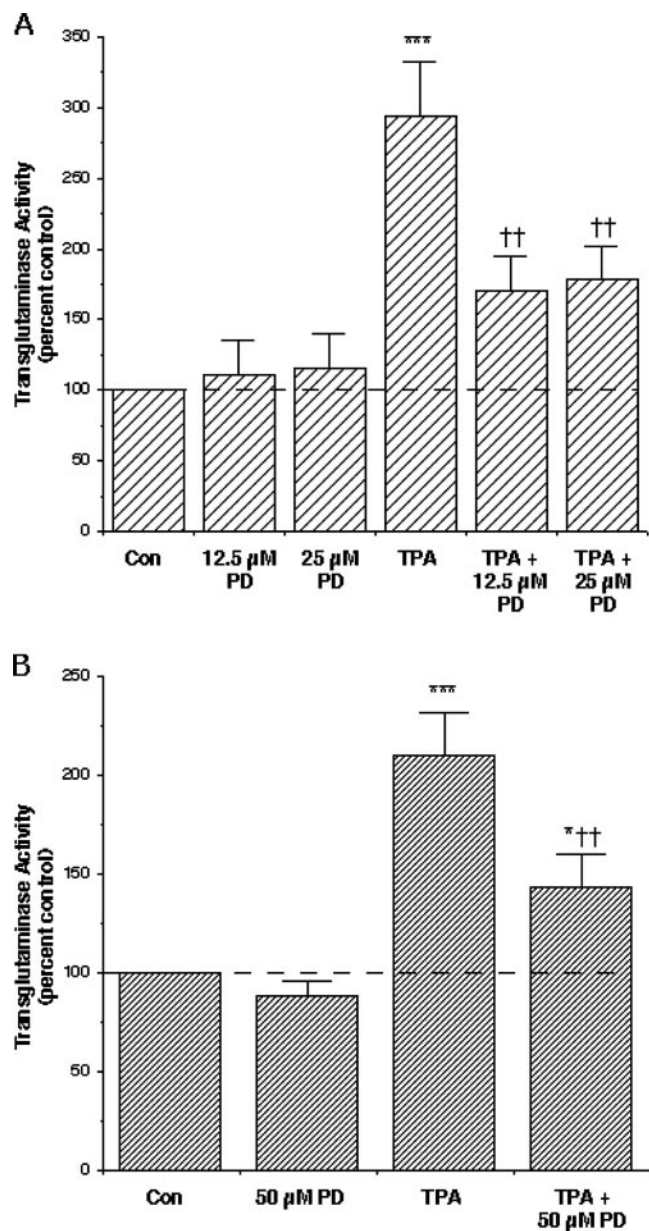 A
Transglutaminase Activity
(percent control)
350
300
250
200
150
100
50
0
***
††
††
Con
12.5 µM
PD
25 µM
PD
TPA
TPA +
12.5 µM
PD
TPA +
25 µM
PD
B
Transglutaminase Activity
(percent control)
250
200
150
100
50
0
***
*††
Con
50 µM PD
TPA
TPA +
50 µM PD